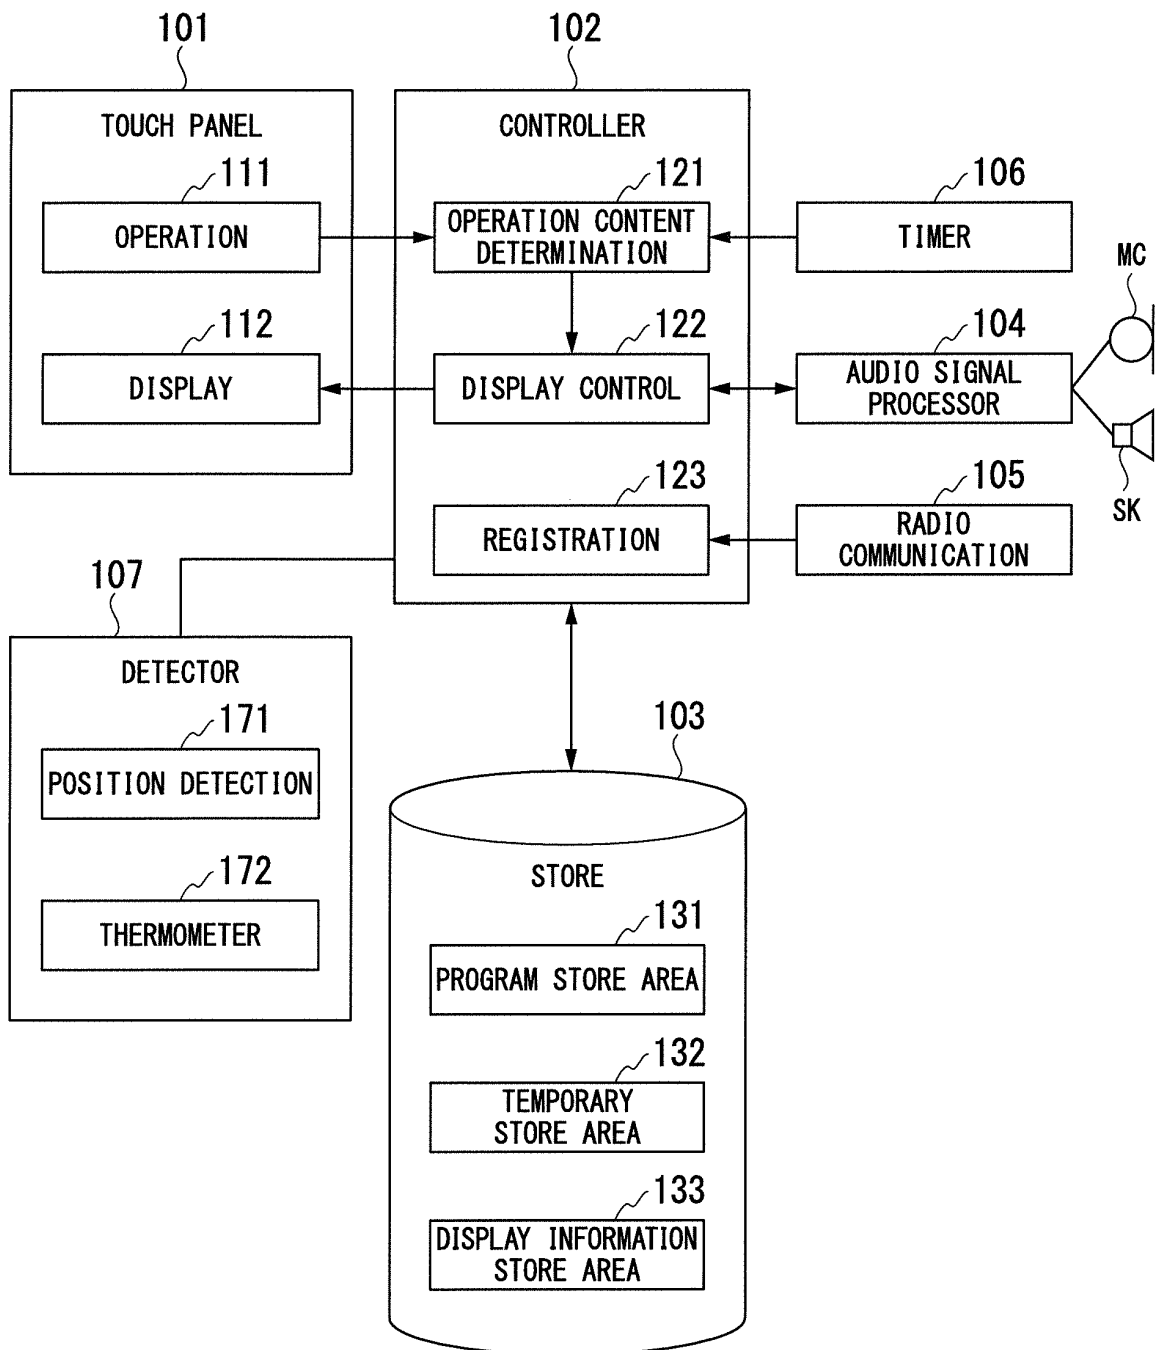 101
102
TOUCH PANEL
CONTROLLER
111
121
106
OPERATION
OPERATION CONTENT
DETERMINATION
TIMER
MC
112
122
104
DISPLAY
DISPLAY CONTROL
AUDIO SIGNAL
PROCESSOR
123
105
SK
REGISTRATION
RADIO
COMMUNICATION
107
DETECTOR
171
POSITION DETECTION
172
THERMOMETER
103
STORE
131
PROGRAM STORE AREA
132
TEMPORARY
STORE AREA
133
DISPLAY INFORMATION
STORE AREA